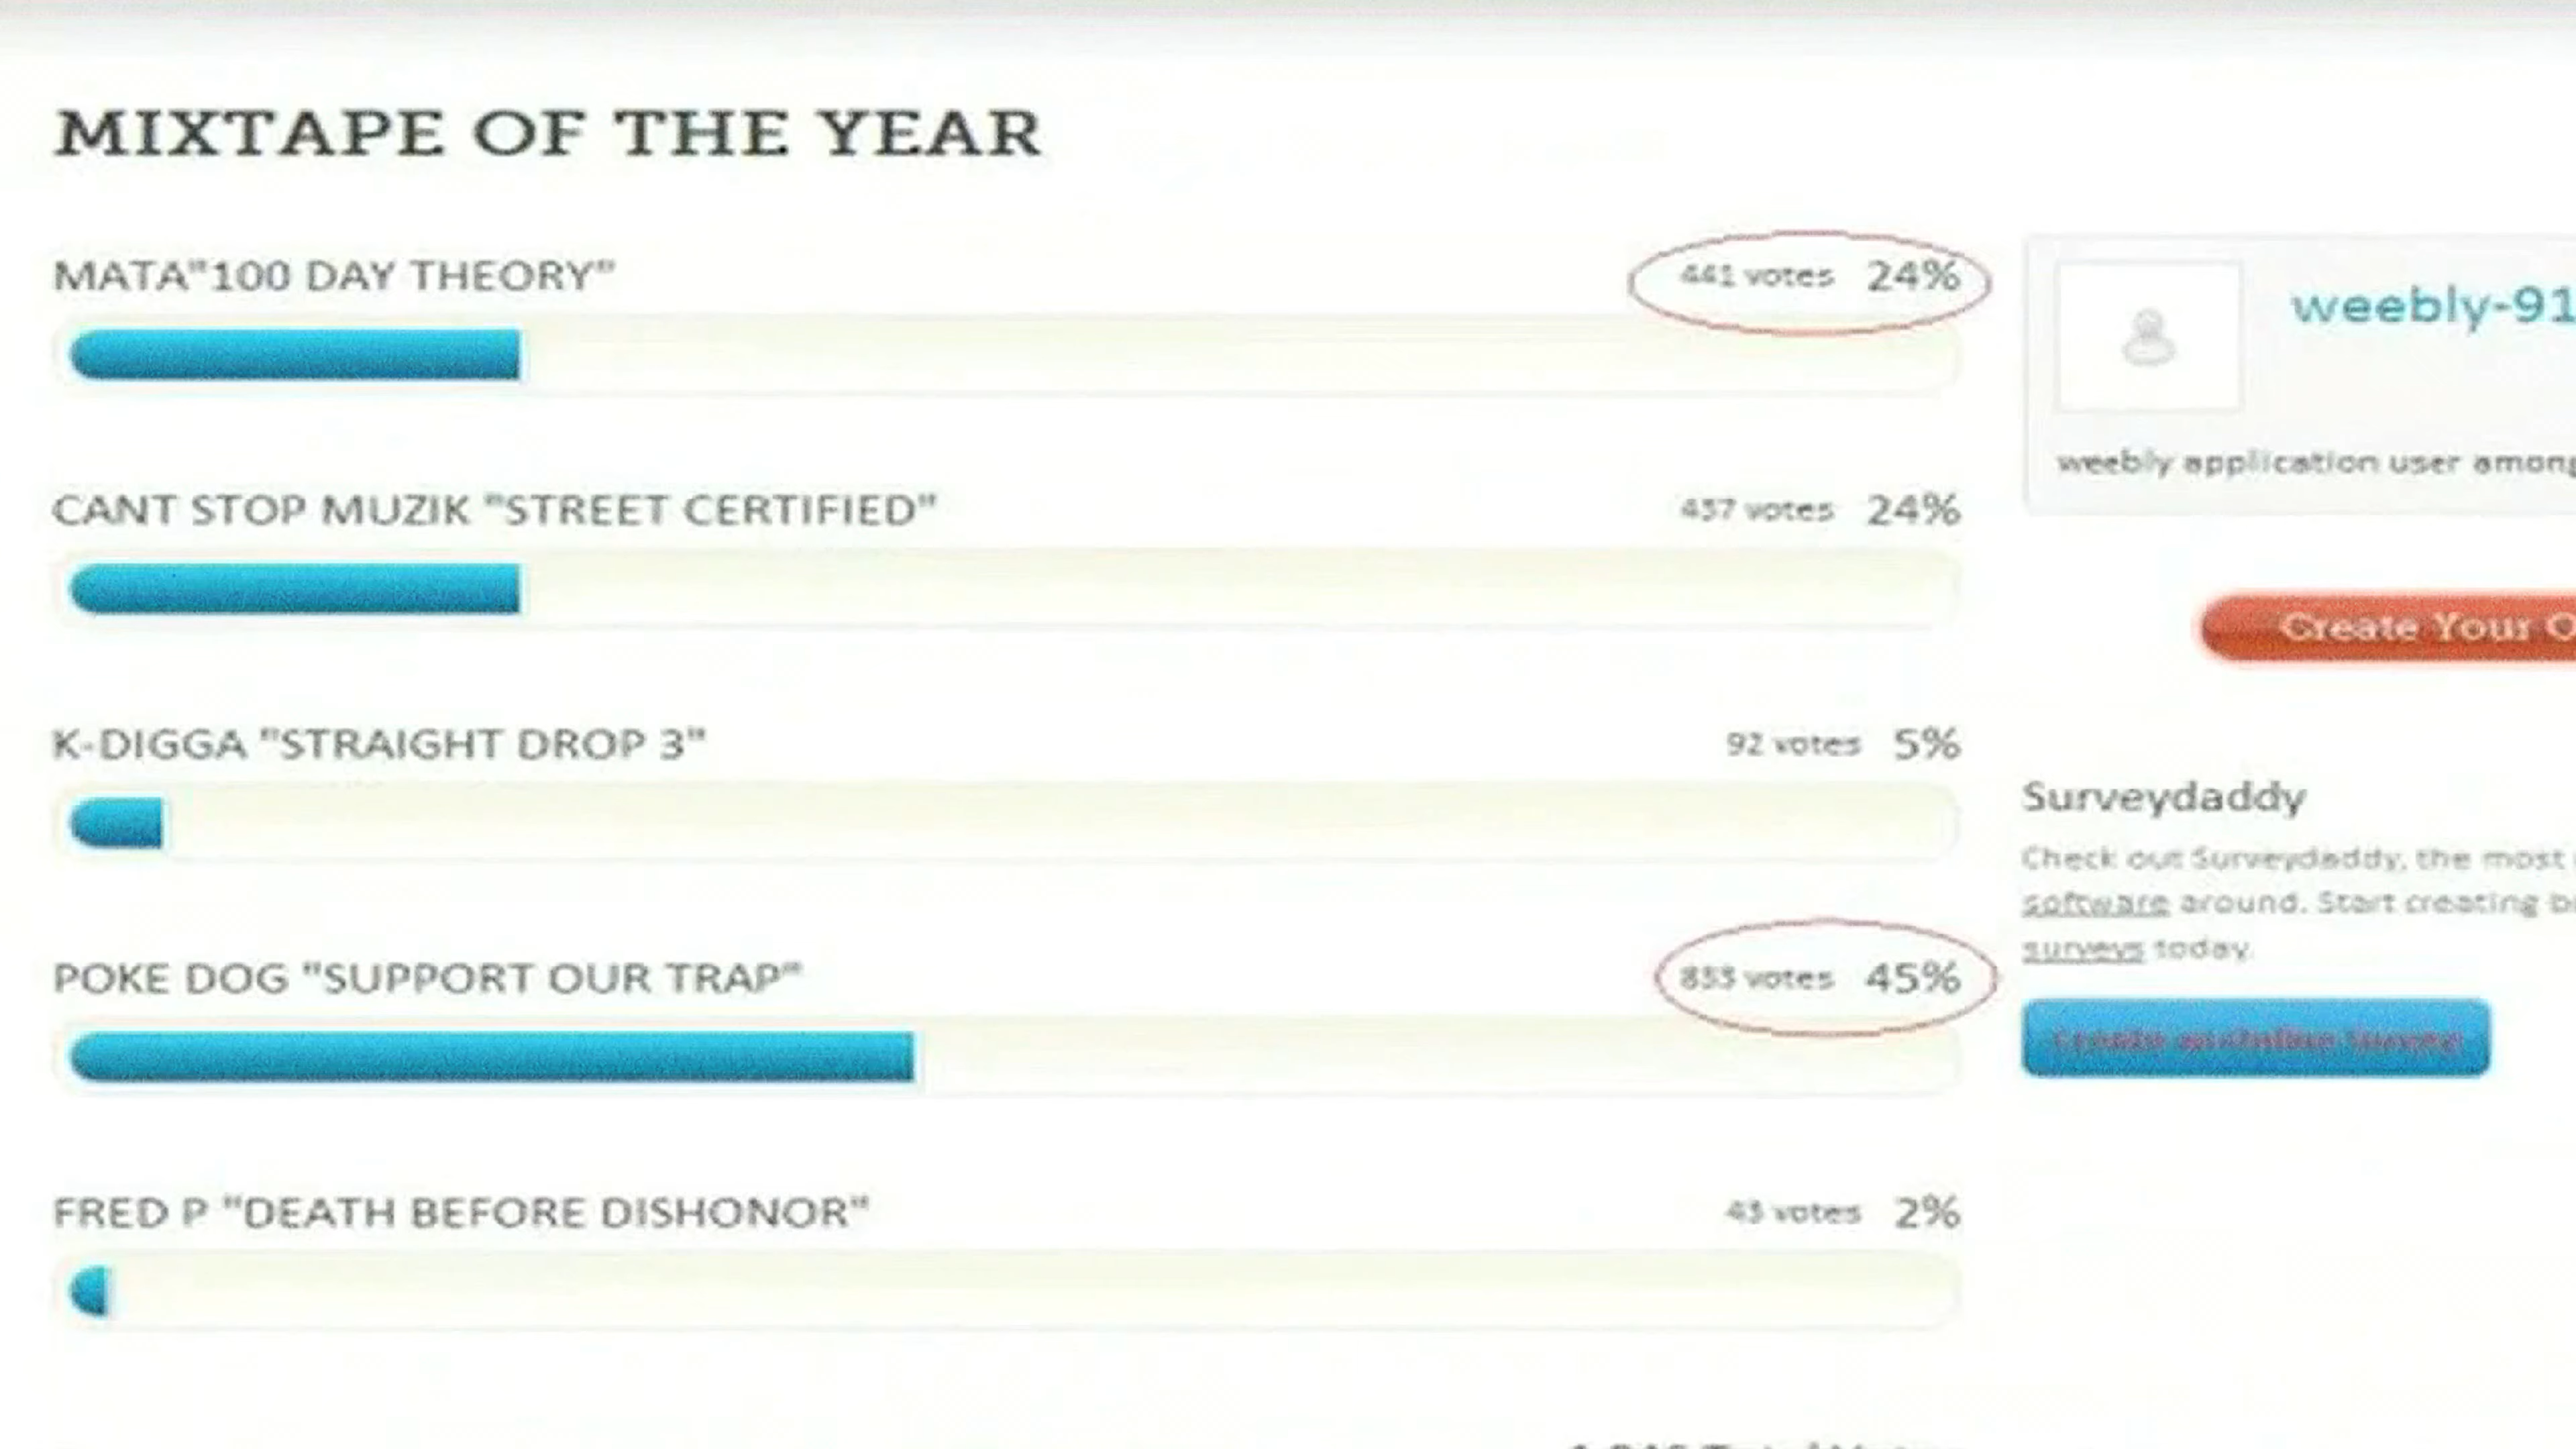 MIXTAPE OF THE YEAR
MATA"100 DAY THEORY"
441 votes 24%
weebly-91
weebly application user among
CANT STOP MUZIK "STREET CERTIFIED"
437 votes 24%
Create Your O
K-DIGGA "STRAIGHT DROP 3"
92 votes 5%
Surveydaddy
Check out Surveydaddy, the most
software around. Start creating
surveys today.
POKE DOG "SUPPORT OUR TRAP"
votes 45%
FRED P "DEATH BEFORE DISHONOR"
43 votes 2%